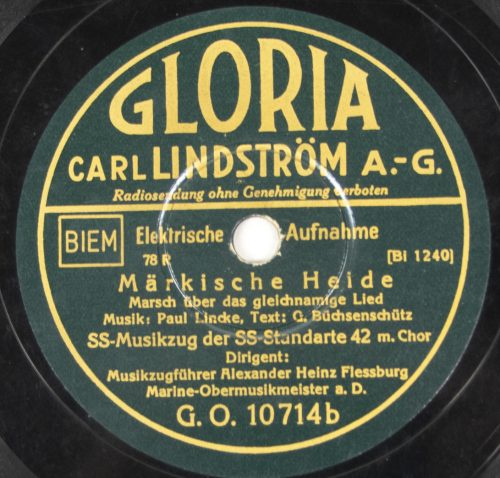 GLORIA
CARL LINDSTRÖM A.-G.
Radiosendung ohne Genehmigung verboten
BIEM Elektrische Aufnahme
78 R [BI 1240]
Märkische Heide
Marsch über das gleichnamige Lied
Musik: Paul Lincke, Text: G. Büchsenschütz
SS-Musikzug der SS-Standarte 42 m. Chor
Dirigent:
Musikzugführer Alexander Heinz Flessburg
Marine-Obermusikmeister a. D.
G. O. 10714b